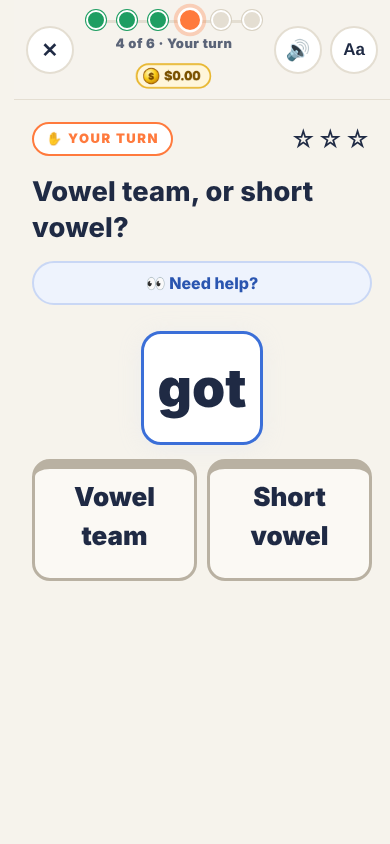 4 of 6 · Your turn
$0.00
Aa
YOUR TURN
Vowel team, or short
vowel?
Need help?
got
Vowel
team
Short
vowel